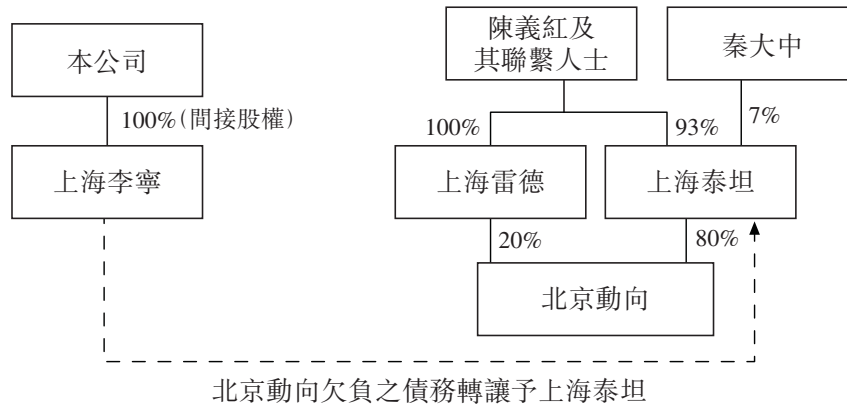 本公司
陳義紅及
其聯繫人士
秦大中
100%(間接股權)
100%
93%
7%
上海李寧
上海雷德
上海泰坦
20%
80%
北京動向
北京動向欠負之債務轉讓予上海泰坦